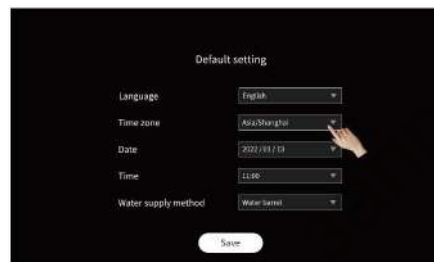 Default setting
Language English
Time zone Asia/Shanghai
Date 2022/03/03
Time 11:00
Water supply method Water barrel
Save